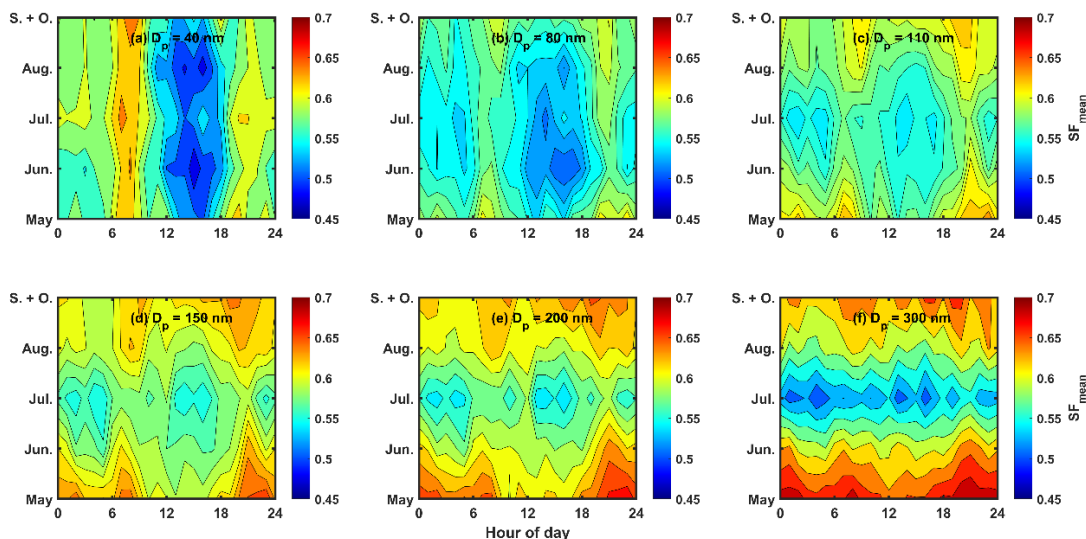 (a) Dp = 40 nm
S. + O.
Aug.
Jul.
Jun.
May
0 6 12 18 24
0.7
0.65
0.6
0.55
0.5
0.45
(b) Dp = 80 nm
S. + O.
Aug.
Jul.
Jun.
May
0 6 12 18 24
0.7
0.65
0.6
0.55
0.5
0.45
(c) Dp = 110 nm
S. + O.
Aug.
Jul.
Jun.
May
0 6 12 18 24
0.7
0.65
0.6
0.55
0.5
0.45
SFmean
(d) Dp = 150 nm
S. + O.
Aug.
Jul.
Jun.
May
0 6 12 18 24
0.7
0.65
0.6
0.55
0.5
0.45
(e) Dp = 200 nm
S. + O.
Aug.
Jul.
Jun.
May
0 6 12 18 24
Hour of day
0.7
0.65
0.6
0.55
0.5
0.45
(f) Dp = 300 nm
S. + O.
Aug.
Jul.
Jun.
May
0 6 12 18 24
0.7
0.65
0.6
0.55
0.5
0.45
SFmean